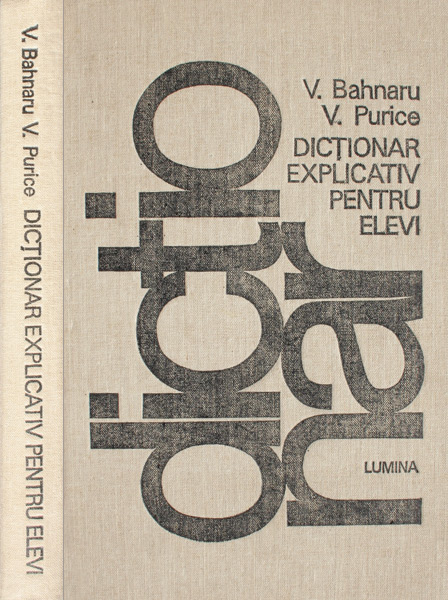 V. Bahnaru V. Purice DICȚIONAR EXPLICATIV PENTRU ELEVI
V. Bahnaru
V. Purice
DICȚIONAR
EXPLICATIV
PENTRU
ELEVI
dictio
nar
LUMINA